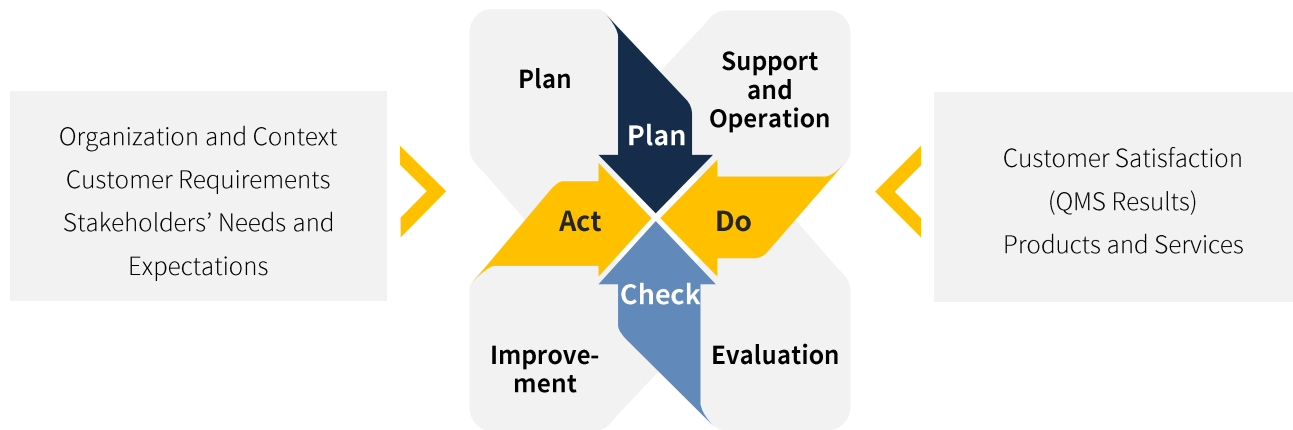 Organization and Context
Customer Requirements
Stakeholders’ Needs and
Expectations
Plan
Support
and
Operation
Plan
Act
Do
Check
Improve-
ment
Evaluation
Customer Satisfaction
(QMS Results)
Products and Services